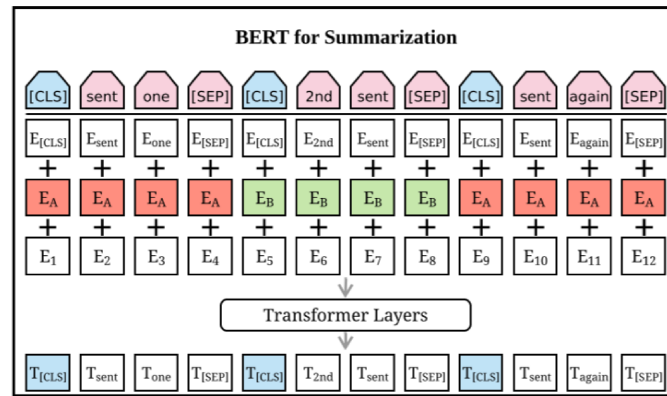 BERT for Summarization
[CLS] sent one [SEP] [CLS] 2nd sent [SEP] [CLS] sent again [SEP]
E[CLS] Esent Eone E[SEP] E[CLS] E2nd Esent E[SEP] E[CLS] Esent Eagain E[SEP]
+ + + + + + + + + + + +
EA EA EA EA EB EB EB EB EA EA EA EA
+ + + + + + + + + + + +
E1 E2 E3 E4 E5 E6 E7 E8 E9 E10 E11 E12
Transformer Layers
T[CLS] Tsent Tone T[SEP] T[CLS] T2nd Tsent T[SEP] T[CLS] Tsent Tagain T[SEP]